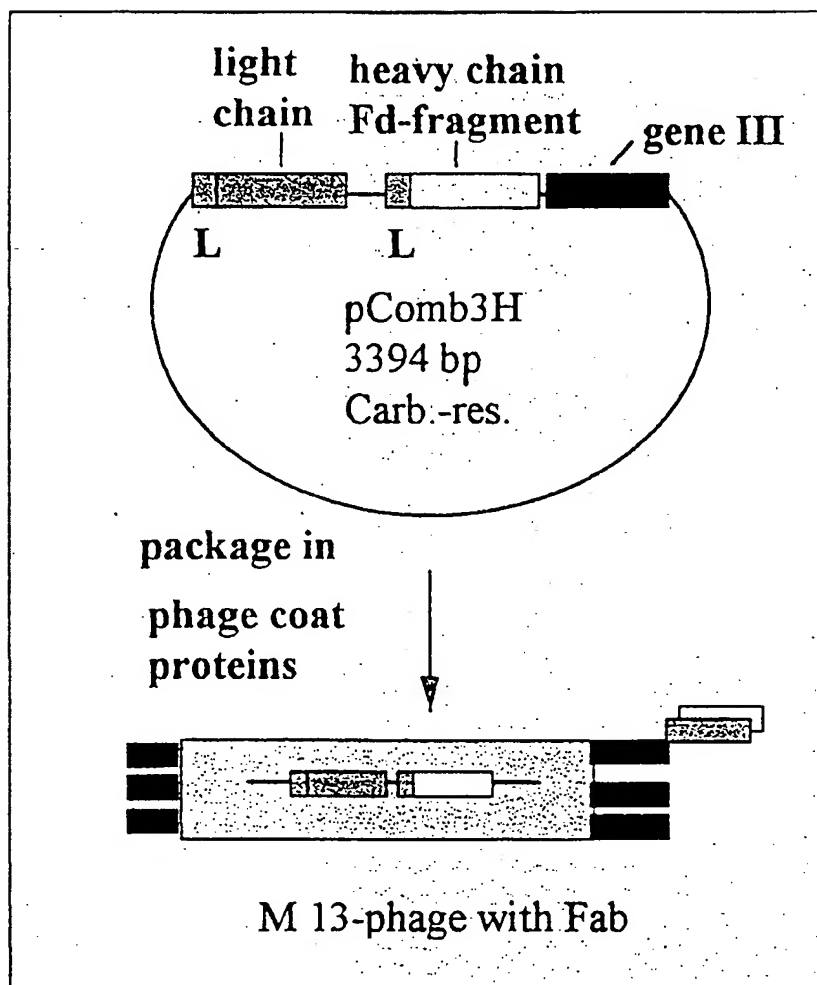 light
chain
heavy chain
Fd-fragment
gene III
L
L
pComb3H
3394 bp
Carb.-res.
package in
phage coat
proteins
M 13-phage with Fab